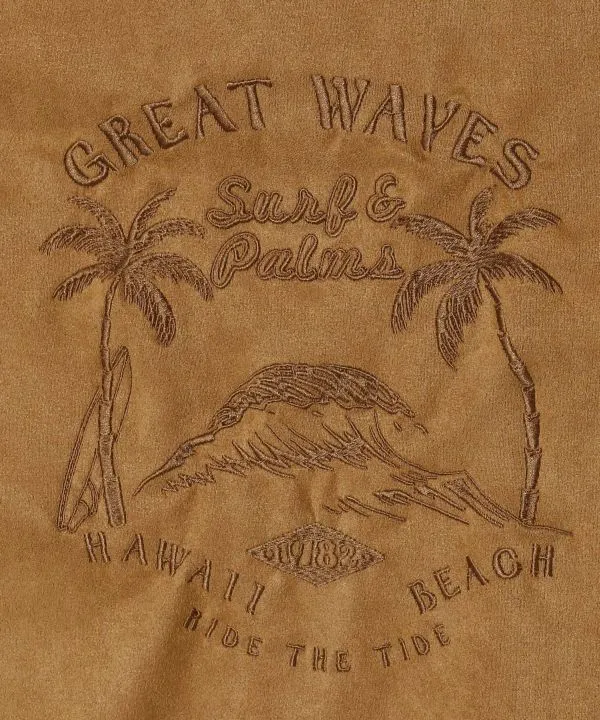 GREAT WAVES
Surf &
Palms
1982
HAWAII BEACH
RIDE THE TIDE